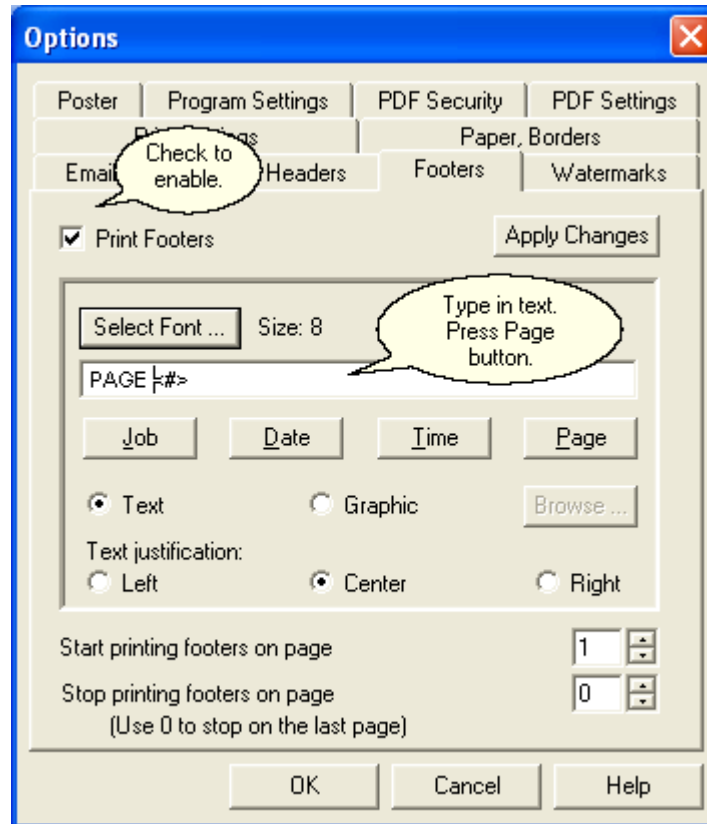 Options
Poster Program Settings PDF Security PDF Settings
Paper, Borders
Check to
enable.
Email Headers Footers Watermarks
Print Footers Apply Changes
Select Font ... Size: 8
Type in text.
Press Page
button.
PAGE <#>
Job Date Time Page
Text Graphic Browse ...
Text justification:
Left Center Right
Start printing footers on page 1
Stop printing footers on page 0
(Use 0 to stop on the last page)
OK Cancel Help